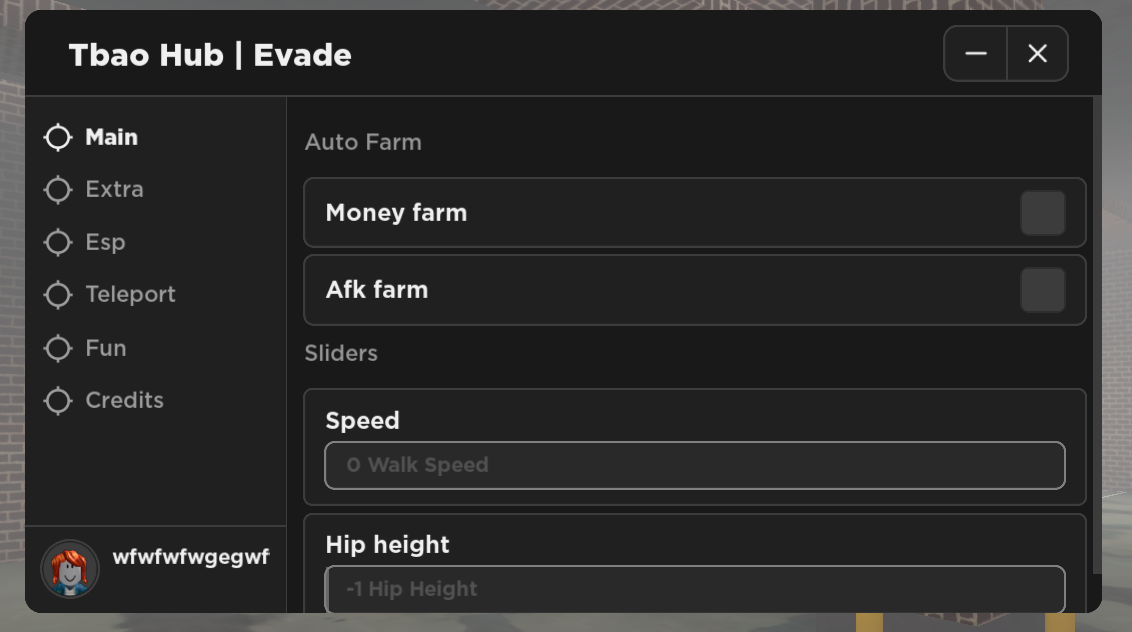 Tbao Hub | Evade
Main
Extra
Esp
Teleport
Fun
Credits
wfwfwfwgegwf
Auto Farm
Money farm
Afk farm
Sliders
Speed
0 Walk Speed
Hip height
-1 Hip Height